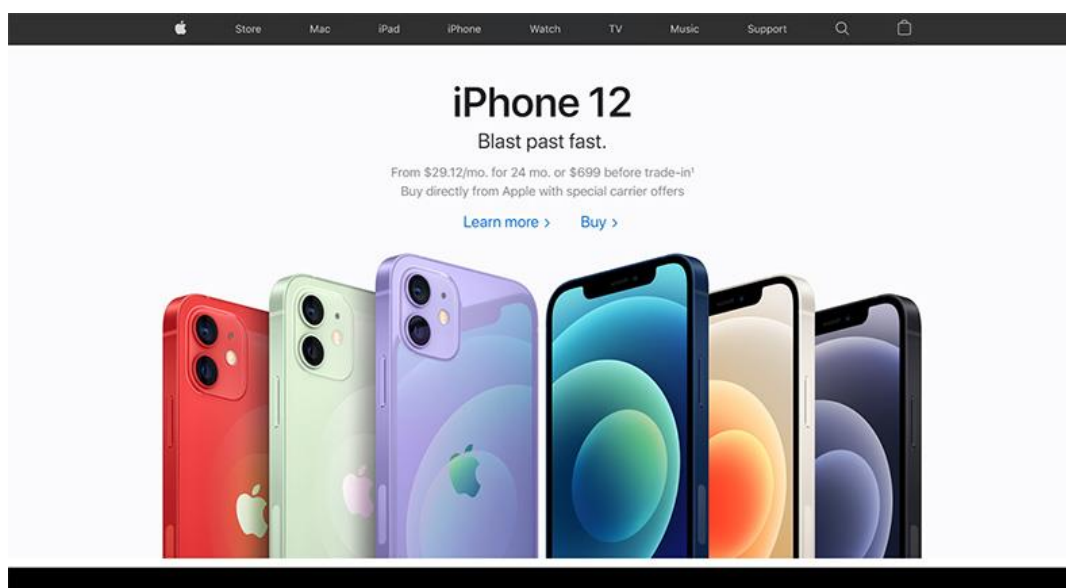 Store Mac iPad iPhone Watch TV Music Support
iPhone 12
Blast past fast.
From $29.12/mo. for 24 mo. or $699 before trade-in¹
Buy directly from Apple with special carrier offers
Learn more > Buy >